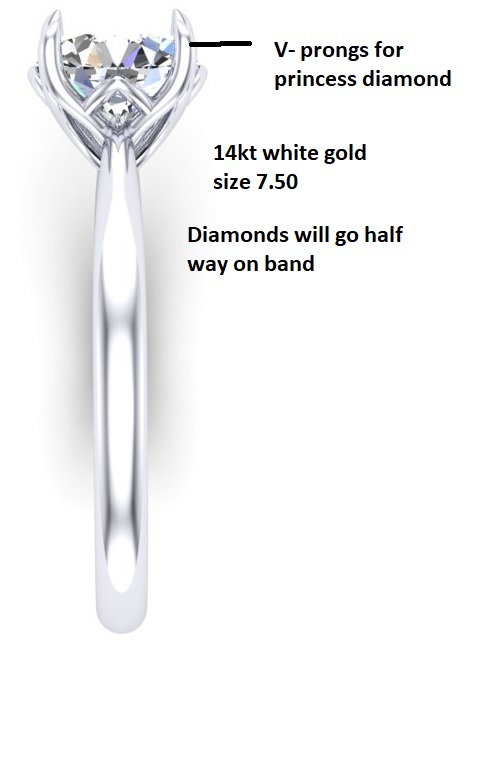 V- prongs for
princess diamond
14kt white gold
size 7.50
Diamonds will go half
way on band